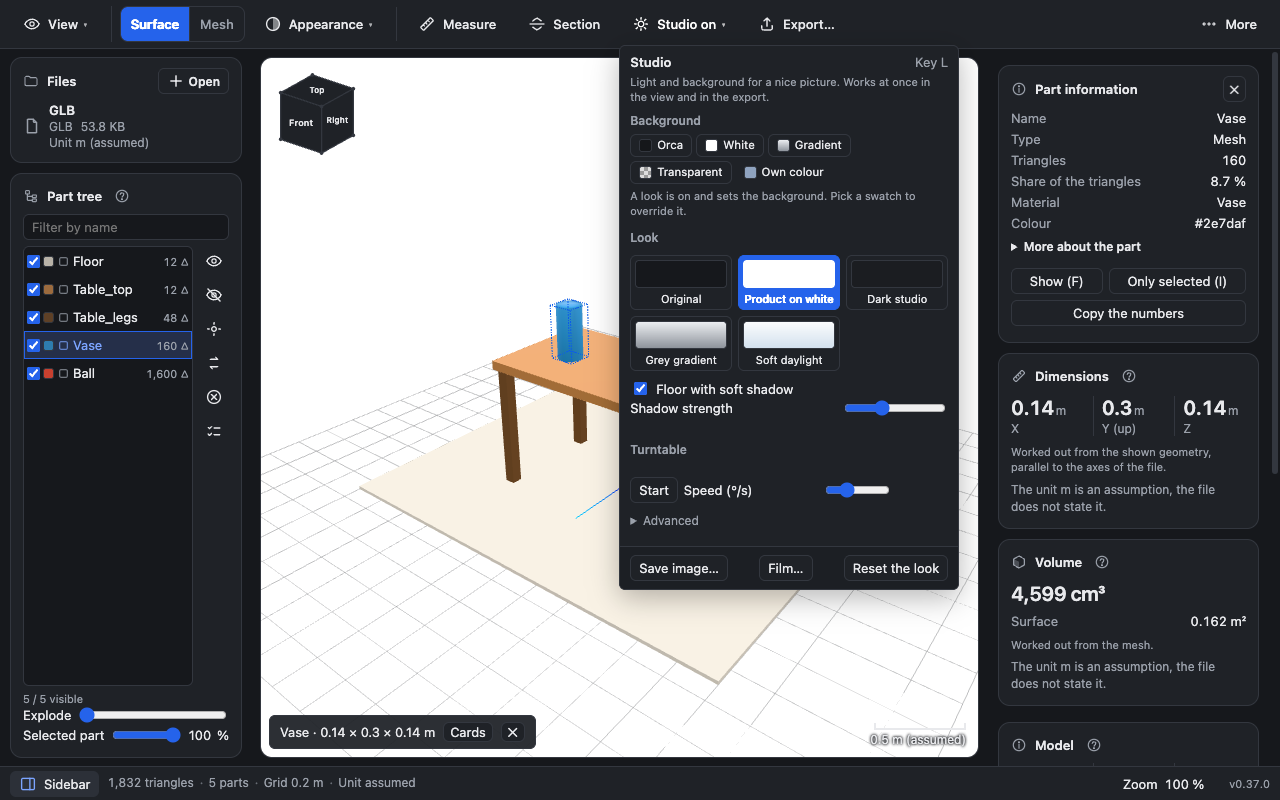 View
Surface
Mesh
Appearance
Measure
Section
Studio on
Export...
More
Files
Open
GLB
GLB 53.8 KB
Unit m (assumed)
Part tree
Filter by name
Floor 12
Table_top 12
Table_legs 48
Vase 160
Ball 1,600
5 / 5 visible
Explode
Selected part 100 %
Top
Front
Right
Vase · 0.14 × 0.3 × 0.14 m
Cards
0.5 m (assumed)
Studio Key L
Light and background for a nice picture. Works at once in
the view and in the export.
Background
Orca
White
Gradient
Transparent
Own colour
A look is on and sets the background. Pick a swatch to
override it.
Look
Original
Product on white
Dark studio
Grey gradient
Soft daylight
Floor with soft shadow
Shadow strength
Turntable
Start
Speed (°/s)
Advanced
Save image...
Film...
Reset the look
Part information
Name Vase
Type Mesh
Triangles 160
Share of the triangles 8.7 %
Material Vase
Colour #2e7daf
More about the part
Show (F)
Only selected (I)
Copy the numbers
Dimensions
0.14 m 0.3 m 0.14 m
X Y (up) Z
Worked out from the shown geometry,
parallel to the axes of the file.
The unit m is an assumption, the file
does not state it.
Volume
4,599 cm³
Surface 0.162 m²
Worked out from the mesh.
The unit m is an assumption, the file
does not state it.
Model
Sidebar
1,832 triangles · 5 parts · Grid 0.2 m · Unit assumed
Zoom 100 %
v0.37.0